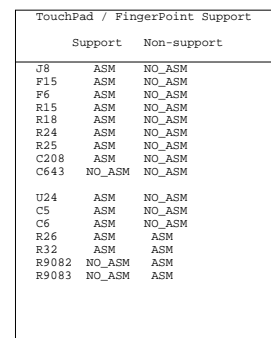 TouchPad / FingerPoint Support
Support Non-support
J8 ASM NO_ASM
F15 ASM NO_ASM
F6 ASM NO_ASM
R15 ASM NO_ASM
R18 ASM NO_ASM
R24 ASM NO_ASM
R25 ASM NO_ASM
C208 ASM NO_ASM
C643 NO_ASM NO_ASM
U24 ASM NO_ASM
C5 ASM NO_ASM
C6 ASM NO_ASM
R26 ASM ASM
R32 ASM ASM
R9082 NO_ASM ASM
R9083 NO_ASM ASM